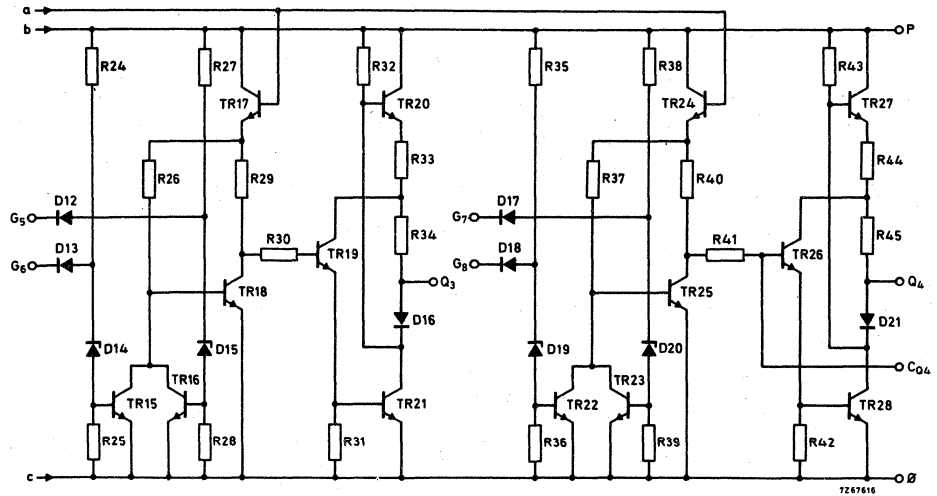 a
b P
R24 R27 R32 R35 R38 R43
TR17 TR20 TR24 TR27
R26 R29 R33 R37 R40 R44
D12 D17
G5 G7
D13 R30 TR19 R34 D18 R41 TR26 R45
G6 G8
TR18 Q3 TR25 Q4
D16 D21
D14 D15 D19 D20
TR16 TR23 CQ4
TR15 TR21 TR22 TR28
R25 R28 R31 R36 R39 R42
c Ø
7Z67616